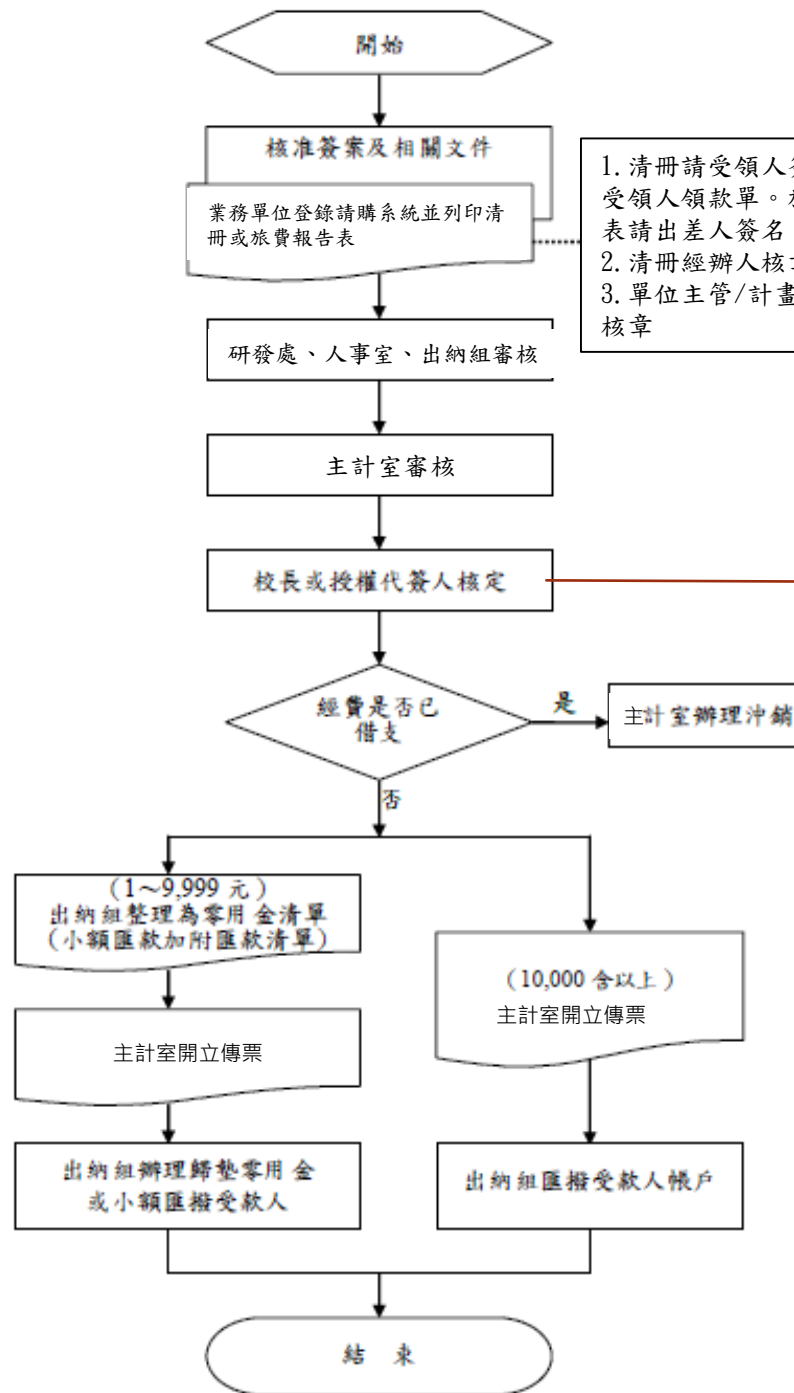 開始
核准簽案及相關文件
業務單位登錄請購系統並列印清
冊或旅費報告表
1.清冊請受領人
受領人領款單。
表請出差人簽名
2.清冊經辦人核
3.單位主管/計畫
核章
研發處、人事室、出納組審核
主計室審核
校長或授權代簽人核定
經費是否已
借支
是
主計室辦理沖銷
否
(1～9,999 元)
出納組整理為零用金清單
(小額匯款加附匯款清單)
(10,000 含以上)
主計室開立傳票
主計室開立傳票
出納組辦理歸墊零用金
或小額匯撥受款人
出納組匯撥受款人帳戶
結 束